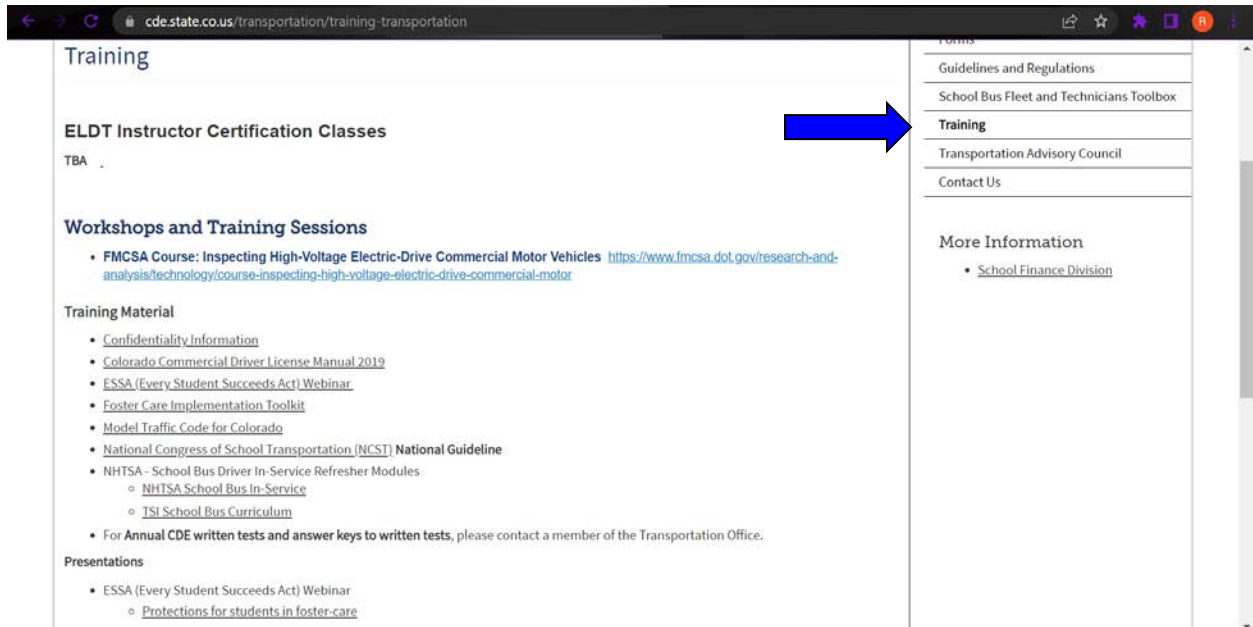 cde.state.co.us/transportation/training-transportation
R
Training
ELDT Instructor Certification Classes
TBA
Workshops and Training Sessions
• FMCSA Course: Inspecting High-Voltage Electric-Drive Commercial Motor Vehicles https://www.fmcsa.dot.gov/research-and-
analysis/technology/course-inspecting-high-voltage-electric-drive-commercial-motor
Training Material
• Confidentiality Information
• Colorado Commercial Driver License Manual 2019
• ESSA (Every Student Succeeds Act) Webinar
• Foster Care Implementation Toolkit
• Model Traffic Code for Colorado
• National Congress of School Transportation (NCST) National Guideline
• NHTSA - School Bus Driver In-Service Refresher Modules
◦ NHTSA School Bus In-Service
◦ TSI School Bus Curriculum
• For Annual CDE written tests and answer keys to written tests, please contact a member of the Transportation Office.
Presentations
• ESSA (Every Student Succeeds Act) Webinar
◦ Protections for students in foster-care
Forms
Guidelines and Regulations
School Bus Fleet and Technicians Toolbox
Training
Transportation Advisory Council
Contact Us
More Information
• School Finance Division